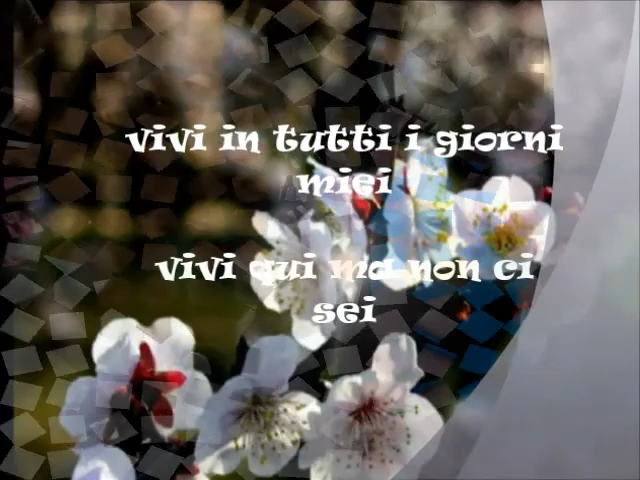 vivi in tutti i giorni
miei
vivi qui ma non ci
sei